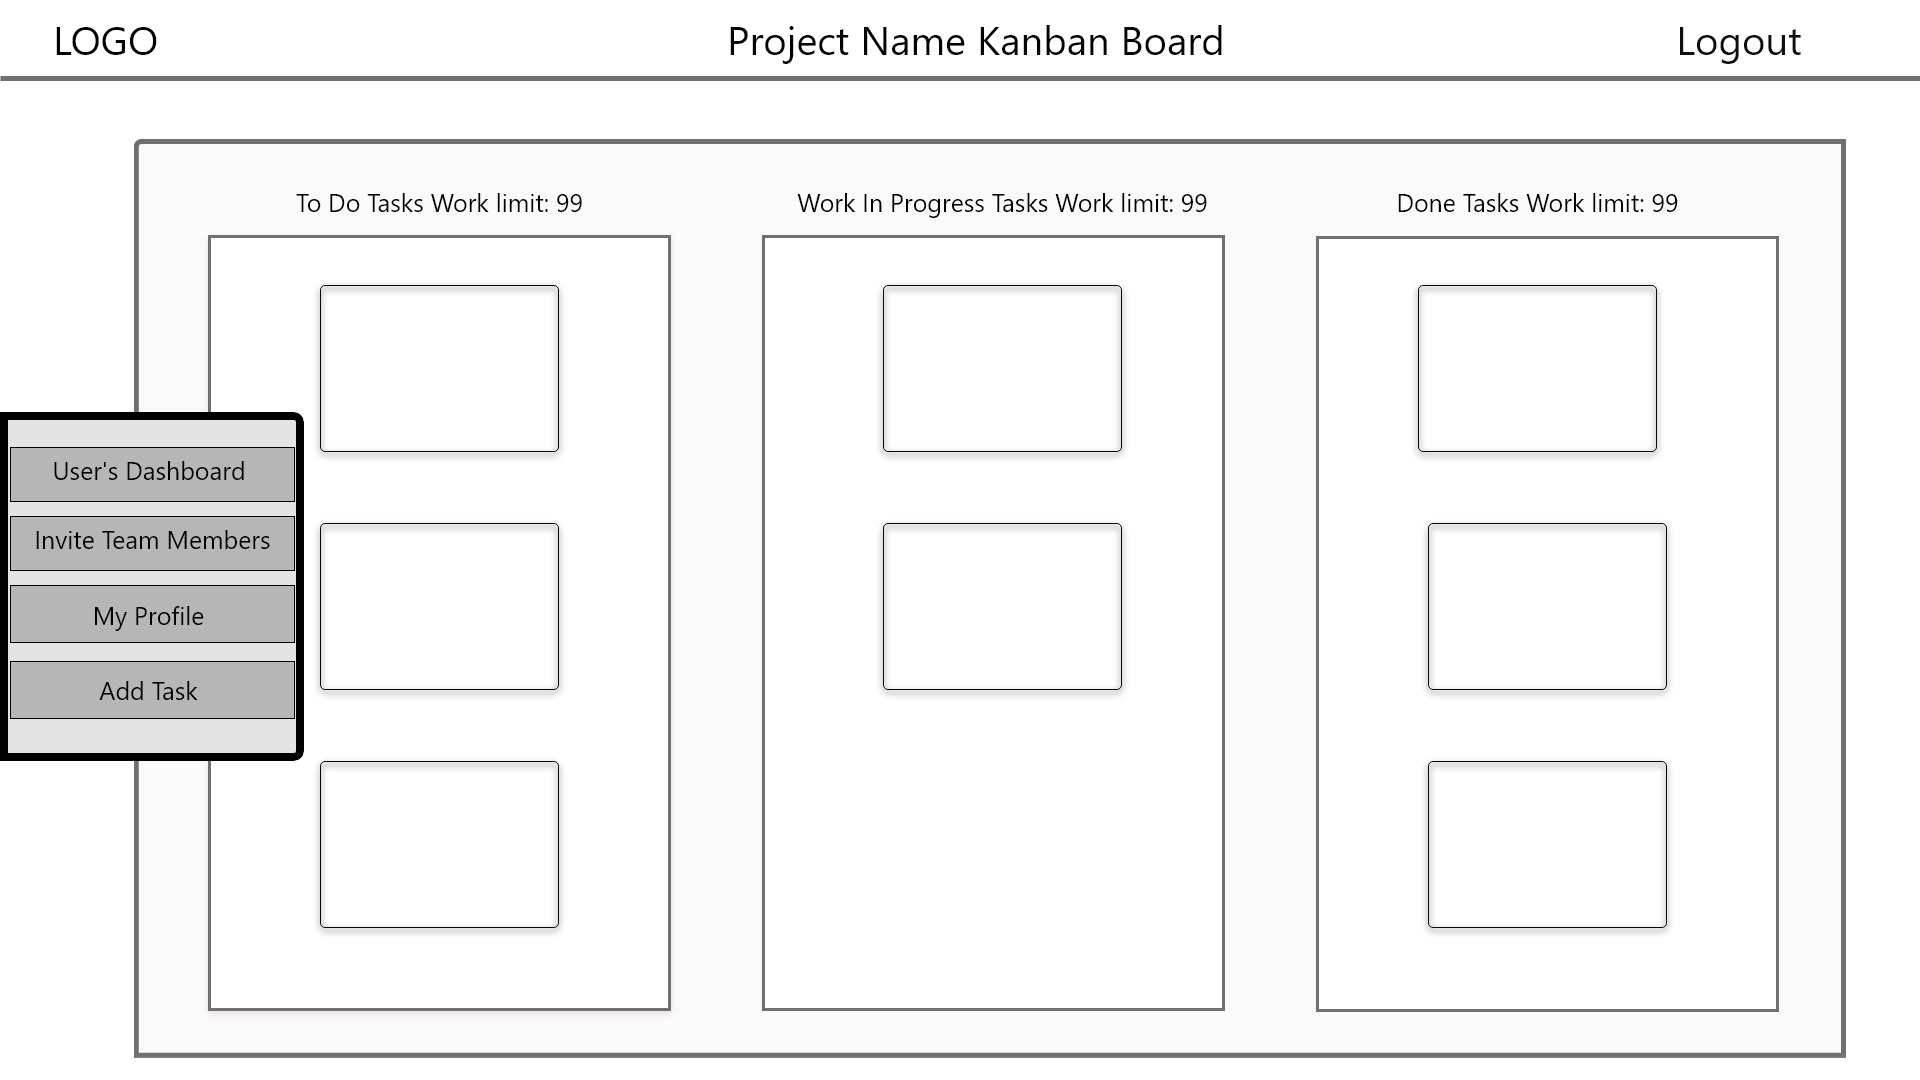 LOGO
Project Name Kanban Board
Logout
To Do Tasks Work limit: 99
Work In Progress Tasks Work limit: 99
Done Tasks Work limit: 99
User's Dashboard
Invite Team Members
My Profile
Add Task